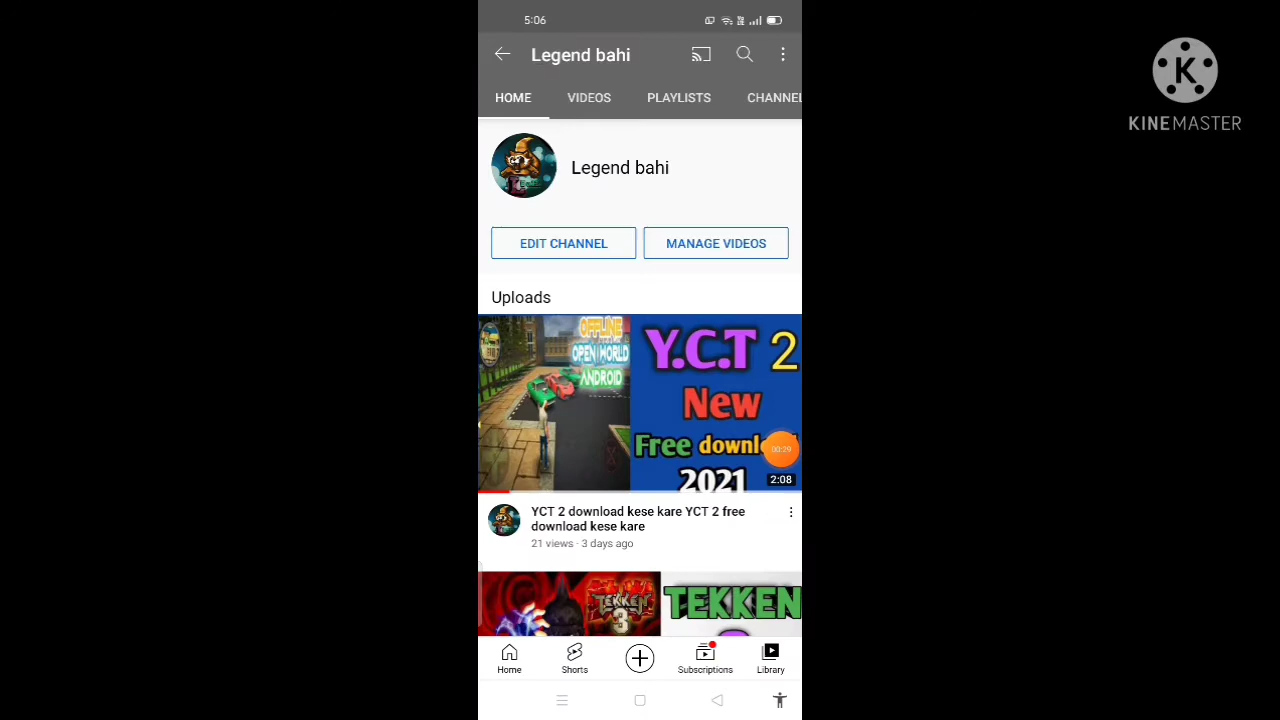 5:06
Legend bahi
HOME VIDEOS PLAYLISTS CHANNEL
KINEMASTER
Legend bahi
EDIT CHANNEL MANAGE VIDEOS
Uploads
OFFLINE
OPEN WORLD
ANDROID
Y.C.T 2
New
Free downl
00:29
2021
2:08
YCT 2 download kese kare YCT 2 free
download kese kare
21 views · 3 days ago
TEKKEN
3
TEKKEN
Home Shorts Subscriptions Library